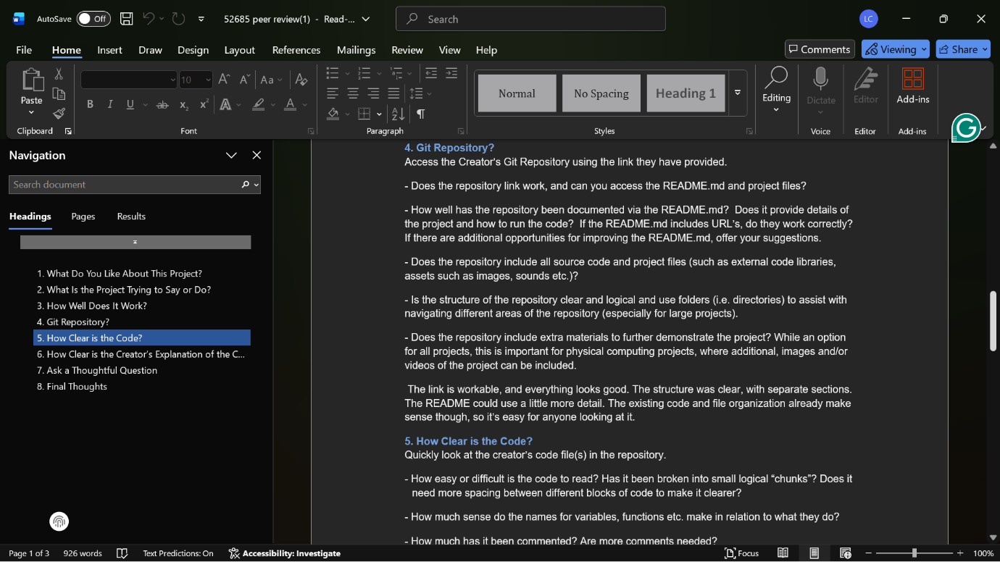 AutoSave Off 52685 peer review(1) - Read-... Search LC
File Home Insert Draw Design Layout References Mailings Review View Help Comments Viewing Share
Paste
Clipboard
10
Aa
Font
Paragraph
Normal
No Spacing
Heading 1
Styles
Editing
Dictate
Voice
Editor
Editor
Add-ins
Add-ins
Navigation
Search document
Headings Pages Results
1. What Do You Like About This Project?
2. What Is the Project Trying to Say or Do?
3. How Well Does It Work?
4. Git Repository?
5. How Clear is the Code?
6. How Clear is the Creator's Explanation of the C...
7. Ask a Thoughtful Question
8. Final Thoughts
4. Git Repository?
Access the Creator's Git Repository using the link they have provided.
- Does the repository link work, and can you access the README.md and project files?
- How well has the repository been documented via the README.md? Does it provide details of
the project and how to run the code? If the README.md includes URL's, do they work correctly?
If there are additional opportunities for improving the README.md, offer your suggestions.
- Does the repository include all source code and project files (such as external code libraries,
assets such as images, sounds etc.)?
- Is the structure of the repository clear and logical and use folders (i.e. directories) to assist with
navigating different areas of the repository (especially for large projects).
- Does the repository include extra materials to further demonstrate the project? While an option
for all projects, this is important for physical computing projects, where additional, images and/or
videos of the project can be included.
The link is workable, and everything looks good. The structure was clear, with separate sections.
The README could use a little more detail. The existing code and file organization already make
sense though, so it's easy for anyone looking at it.
5. How Clear is the Code?
Quickly look at the creator's code file(s) in the repository.
- How easy or difficult is the code to read? Has it been broken into small logical “chunks”? Does it
need more spacing between different blocks of code to make it clearer?
- How much sense do the names for variables, functions etc. make in relation to what they do?
- How much has it been commented? Are more comments needed?
Page 1 of 3 926 words Text Predictions: On Accessibility: Investigate Focus 100%